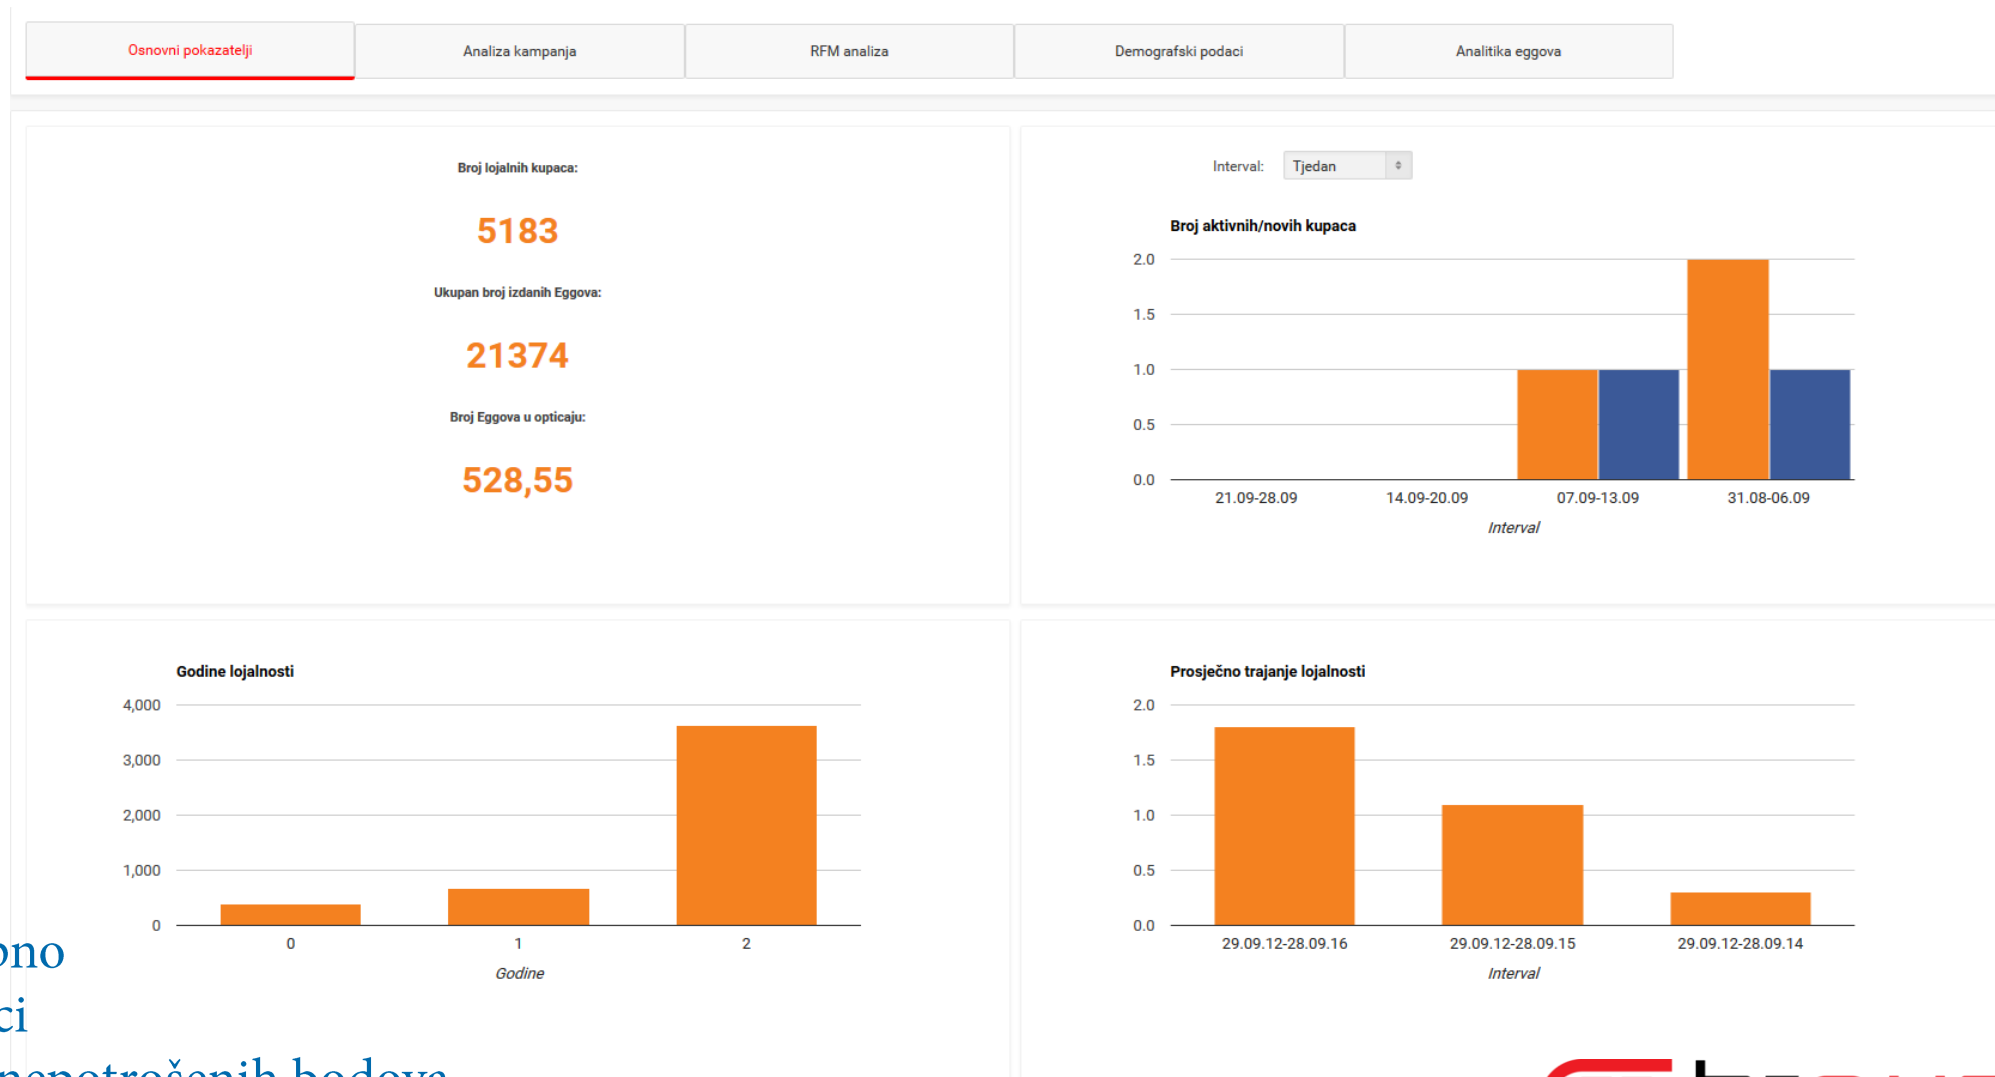 Osnovni pokazatelji
Analiza kampanja
RFM analiza
Demografski podaci
Analitika eggova
Broj lojalnih kupaca:
5183
Ukupan broj izdanih Eggova:
21374
Broj Eggova u opticaju:
528,55
Interval: Tjedan
Broj aktivnih/novih kupaca
2.0
1.5
1.0
0.5
0.0
21.09-28.09 14.09-20.09 07.09-13.09 31.08-06.09
Interval
Godine lojalnosti
4,000
3,000
2,000
1,000
0
0 1 2
Godine
Prosječno trajanje lojalnosti
2.0
1.5
1.0
0.5
0.0
29.09.12-28.09.16 29.09.12-28.09.15 29.09.12-28.09.14
Interval
nepotrošenih bodova